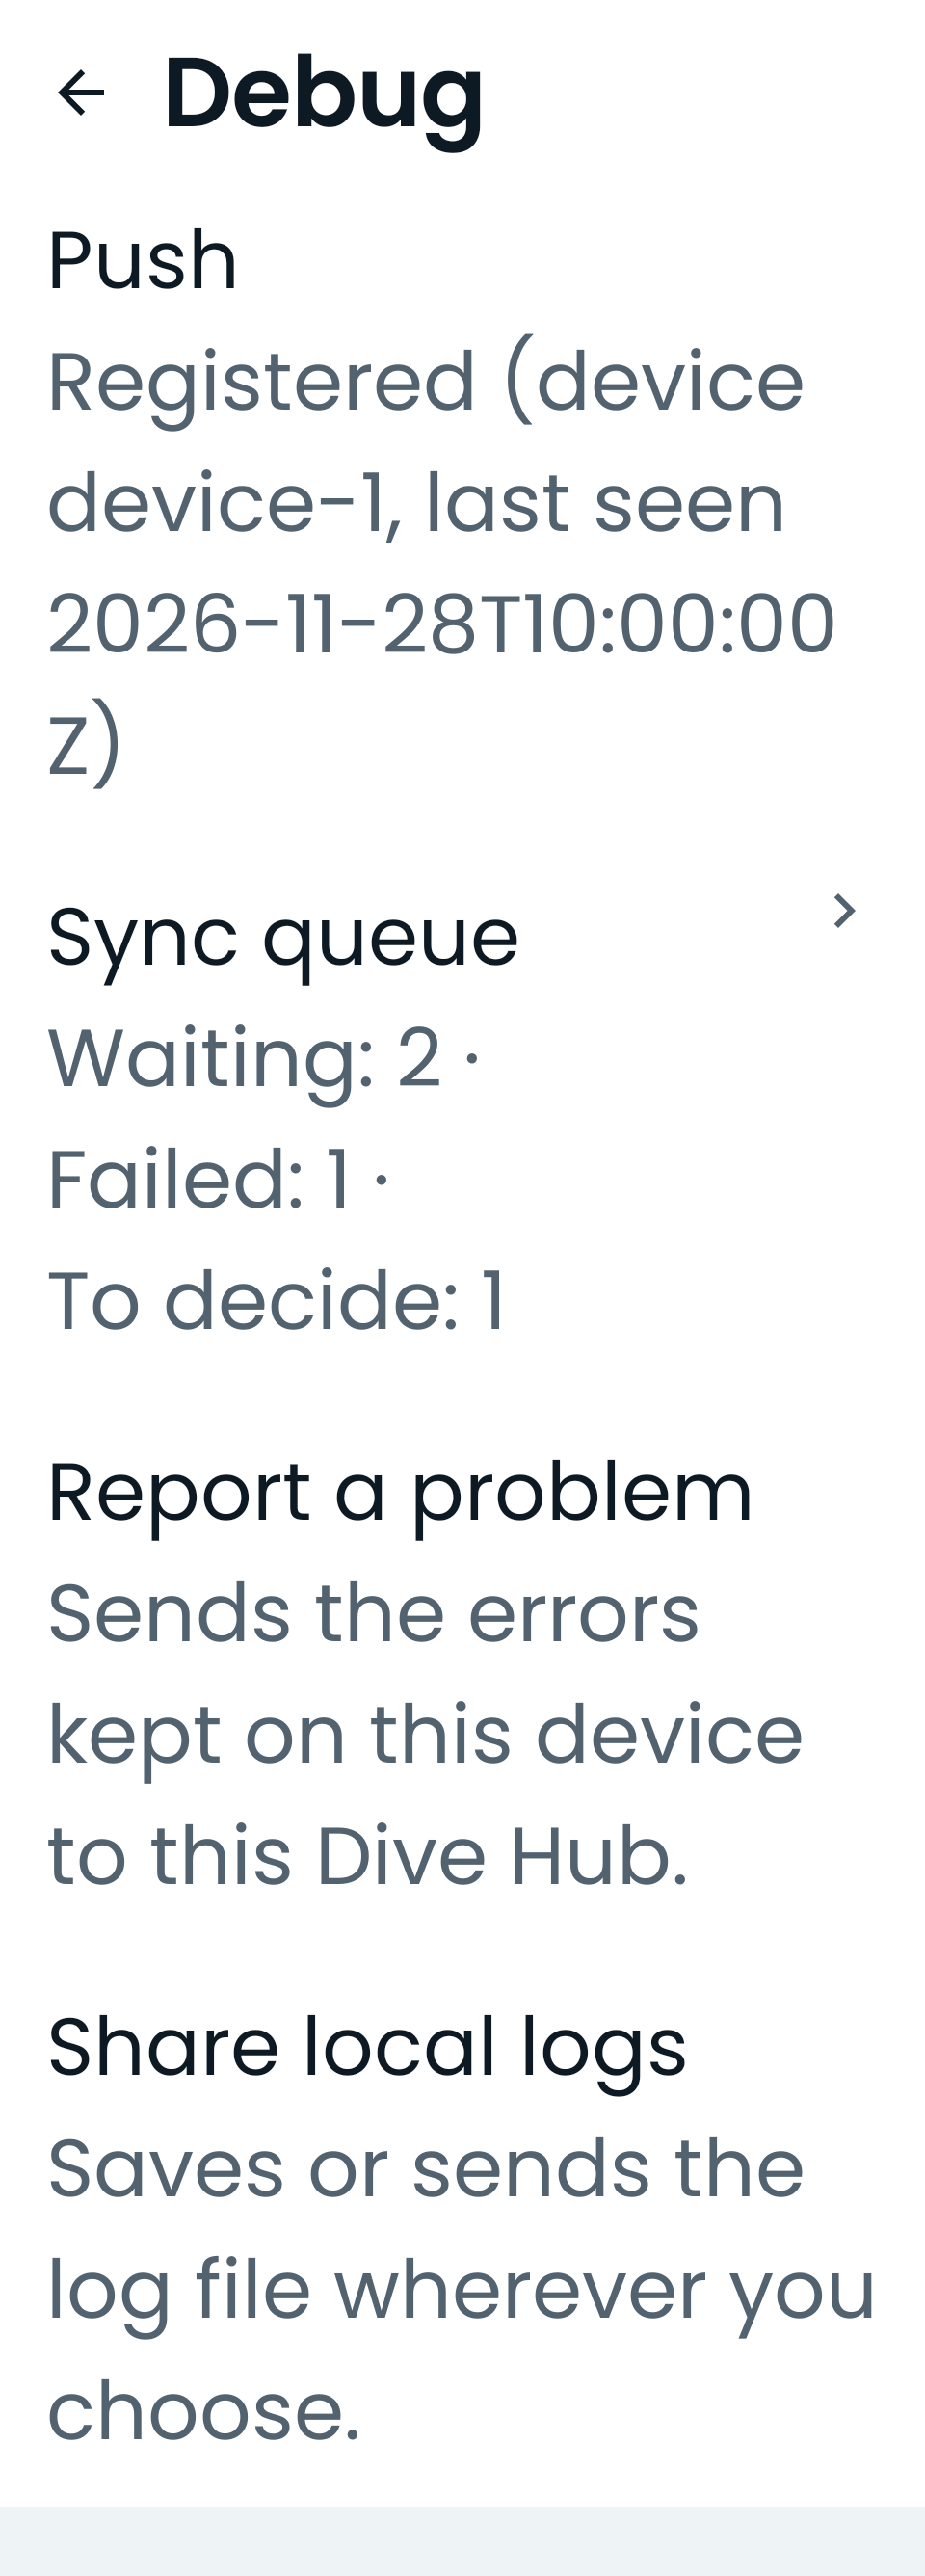 Debug
Push
Registered (device
device-1, last seen
2026-11-28T10:00:00
Z)
Sync queue
Waiting: 2 ·
Failed: 1 ·
To decide: 1
Report a problem
Sends the errors
kept on this device
to this Dive Hub.
Share local logs
Saves or sends the
log file wherever you
choose.